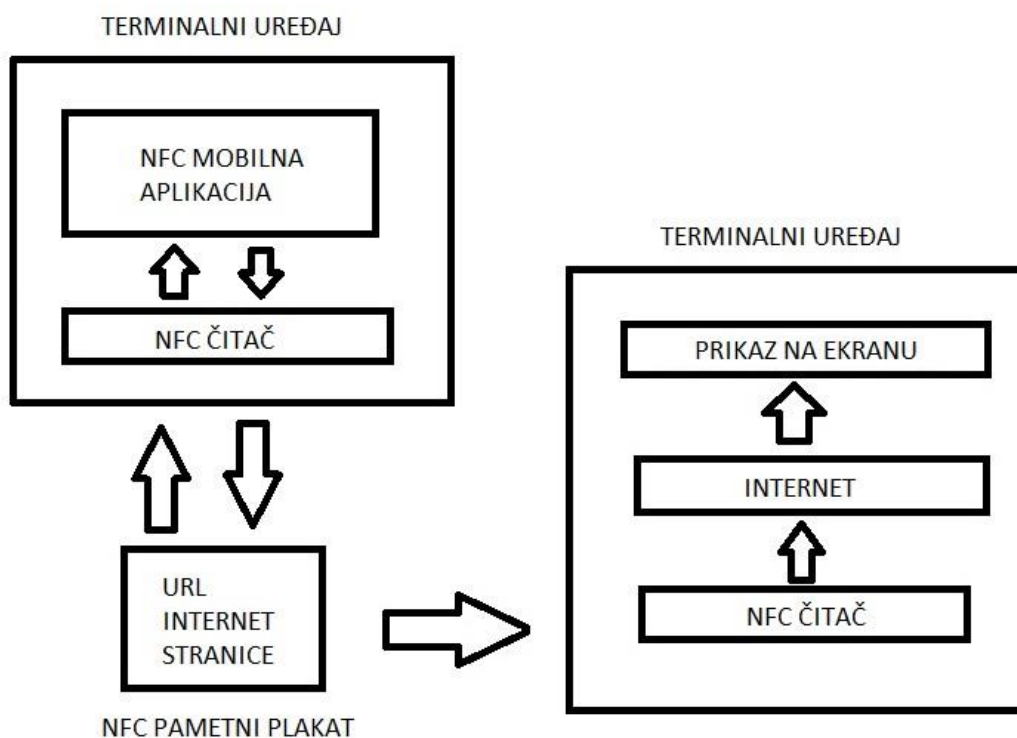 TERMINALNI UREĐAJ
NFC MOBILNA
APLIKACIJA
NFC ČITAČ
URL
INTERNET
STRANICE
NFC PAMETNI PLAKAT
TERMINALNI UREĐAJ
PRIKAZ NA EKRANU
INTERNET
NFC ČITAČ